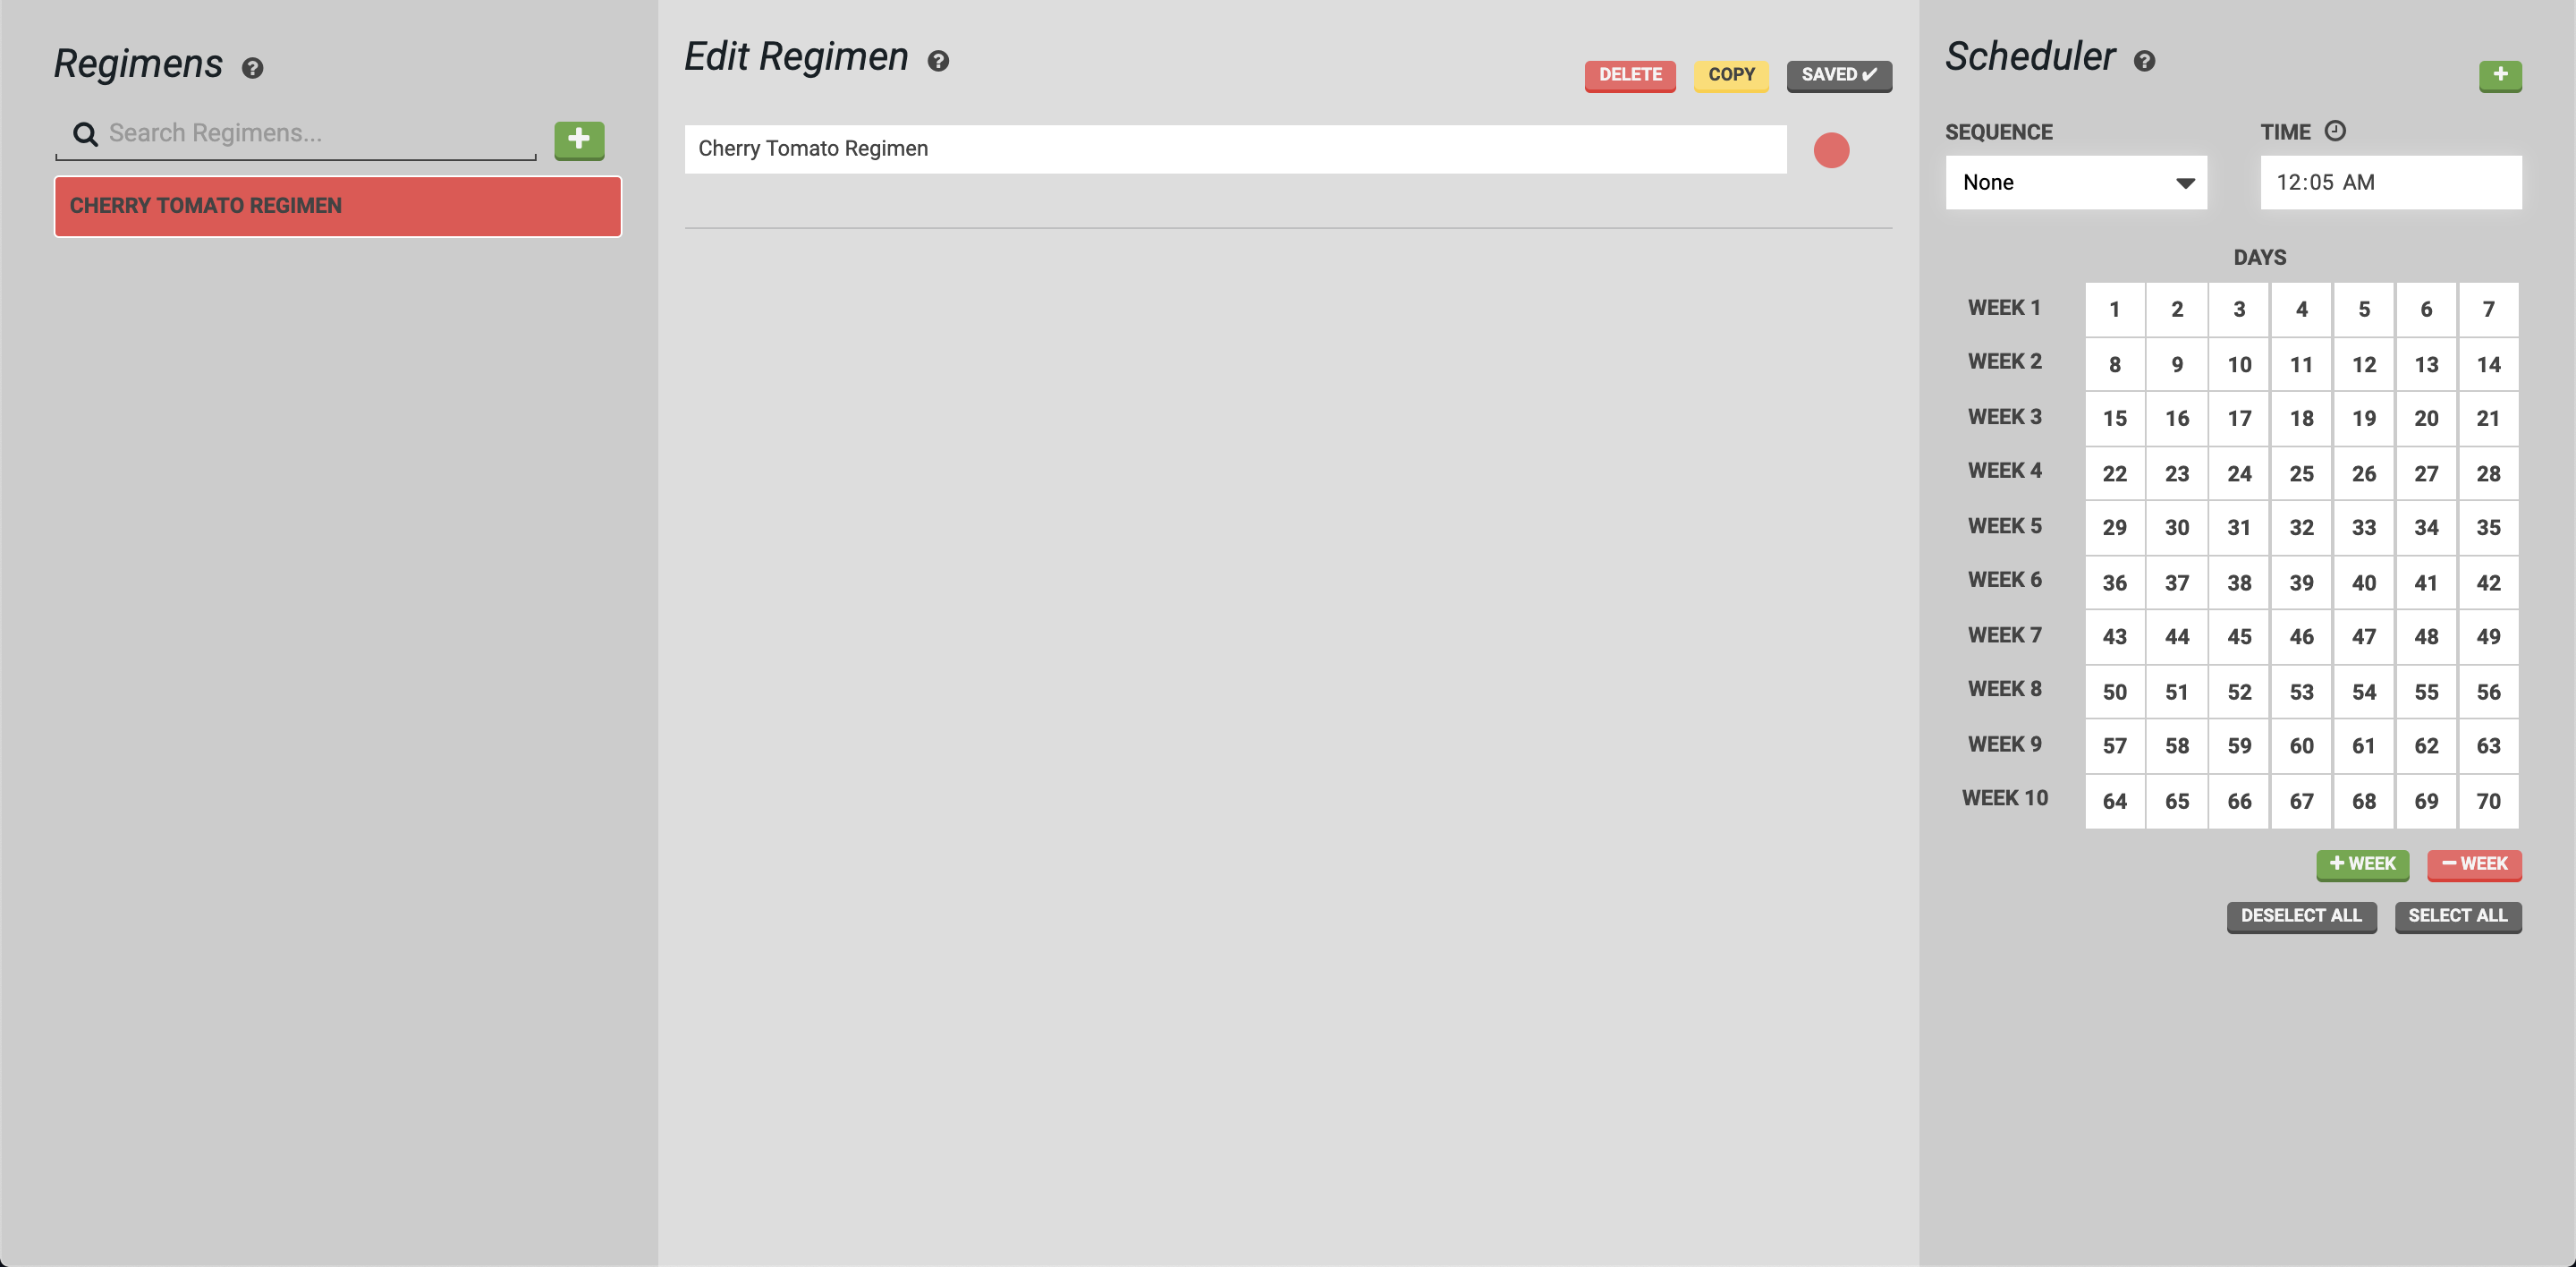 Regimens
Search Regimens...
CHERRY TOMATO REGIMEN
Edit Regimen
DELETE COPY SAVED ✔
Cherry Tomato Regimen
Scheduler
SEQUENCE TIME
None 12:05 AM
DAYS
WEEK 1 1 2 3 4 5 6 7
WEEK 2 8 9 10 11 12 13 14
WEEK 3 15 16 17 18 19 20 21
WEEK 4 22 23 24 25 26 27 28
WEEK 5 29 30 31 32 33 34 35
WEEK 6 36 37 38 39 40 41 42
WEEK 7 43 44 45 46 47 48 49
WEEK 8 50 51 52 53 54 55 56
WEEK 9 57 58 59 60 61 62 63
WEEK 10 64 65 66 67 68 69 70
+ WEEK − WEEK
DESELECT ALL SELECT ALL